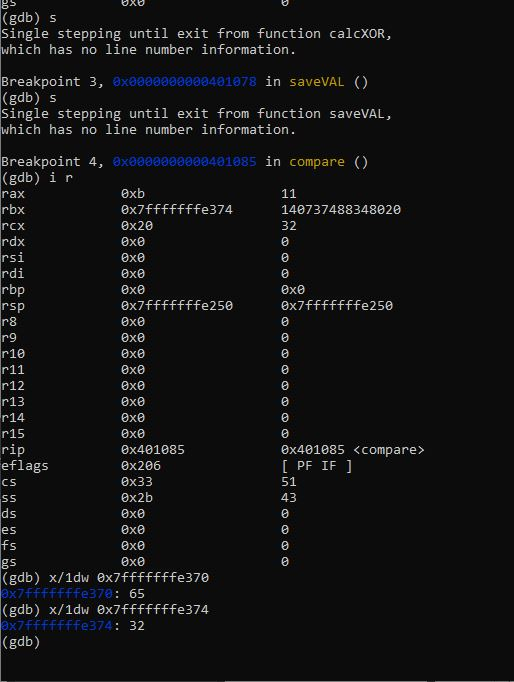 gs 0x0 0
(gdb) s
Single stepping until exit from function calcXOR,
which has no line number information.
Breakpoint 3, 0x0000000000401078 in saveVAL ()
(gdb) s
Single stepping until exit from function saveVAL,
which has no line number information.
Breakpoint 4, 0x0000000000401085 in compare ()
(gdb) i r
rax 0xb 11
rbx 0x7fffffffe374 140737488348020
rcx 0x20 32
rdx 0x0 0
rsi 0x0 0
rdi 0x0 0
rbp 0x0 0x0
rsp 0x7fffffffe250 0x7fffffffe250
r8 0x0 0
r9 0x0 0
r10 0x0 0
r11 0x0 0
r12 0x0 0
r13 0x0 0
r14 0x0 0
r15 0x0 0
rip 0x401085 0x401085 <compare>
eflags 0x206 [ PF IF ]
cs 0x33 51
ss 0x2b 43
ds 0x0 0
es 0x0 0
fs 0x0 0
gs 0x0 0
(gdb) x/1dw 0x7fffffffe370
0x7fffffffe370: 65
(gdb) x/1dw 0x7fffffffe374
0x7fffffffe374: 32
(gdb)